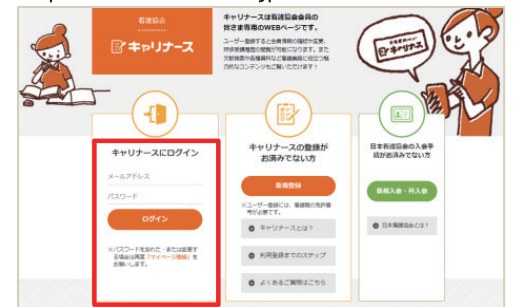 看護協会
キャリナース
キャリナースは看護協会会員の
皆さま専用のWEBページです。
ユーザー登録すると会員情報の確認や変更、
研修受講履歴の閲覧が可能になります。また
文献検索や各種資料など看護職員に役立つ魅
力的なコンテンツもご覧いただけます！
キャリナース
キャリナースにログイン
メールアドレス
パスワード
ログイン
※パスワードを忘れた・または変更す
る場合は再度「マイページ登録」を
お願いします。
キャリナースの登録が
お済みでない方
新規登録
※ユーザー登録には、看護職の免許番
号が必要です。
キャリナースとは？
利用登録までのステップ
よくあるご質問はこちら
日本看護協会の入会手
続がお済みでない方
新規入会・再入会
日本看護協会とは？